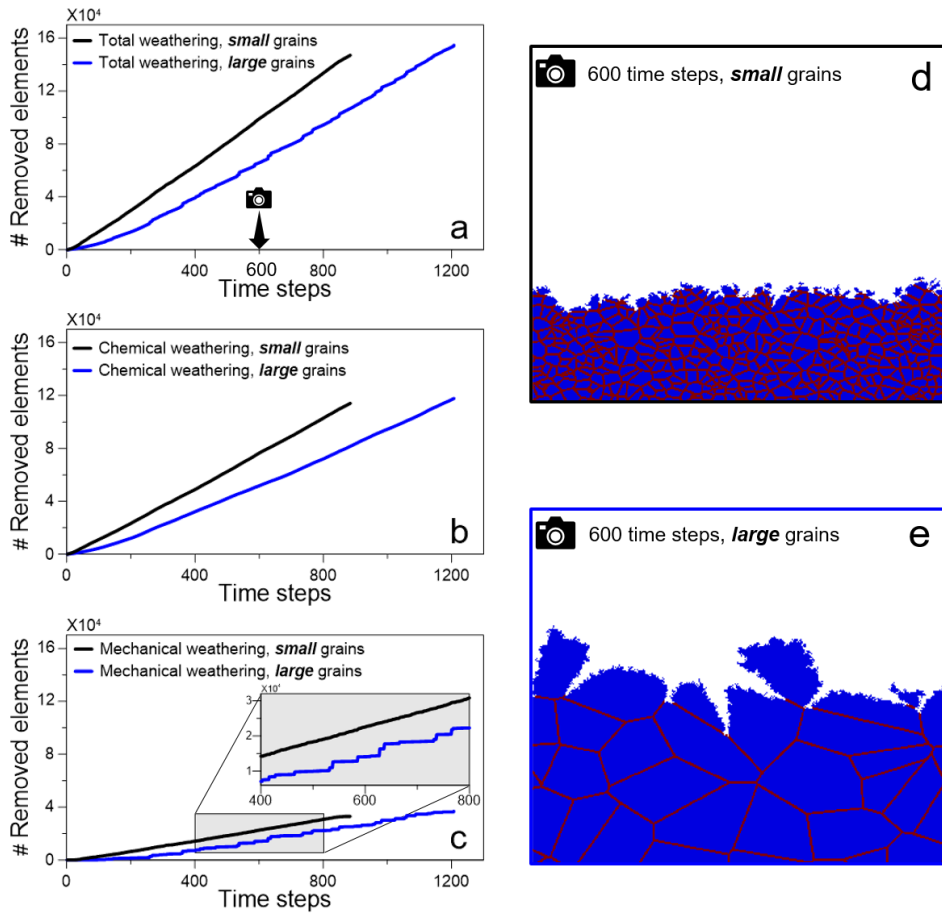 X10⁴
16
12
8
4
0
# Removed elements
Total weathering, small grains
Total weathering, large grains
a
0
400
600
800
1200
Time steps
X10⁴
16
12
8
4
0
# Removed elements
Chemical weathering, small grains
Chemical weathering, large grains
b
0
400
800
1200
Time steps
X10⁴
16
12
8
4
0
# Removed elements
Mechanical weathering, small grains
Mechanical weathering, large grains
X10⁴
3
2
1
400
600
800
c
0
400
800
1200
Time steps
600 time steps, small grains
d
600 time steps, large grains
e